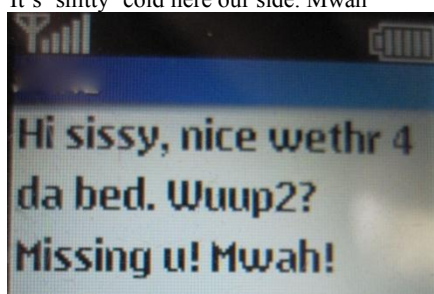 It's "shitty" cold here our side. Mwah
Hi sissy, nice wethr 4
da bed. Wuup2?
Missing u! Mwah!